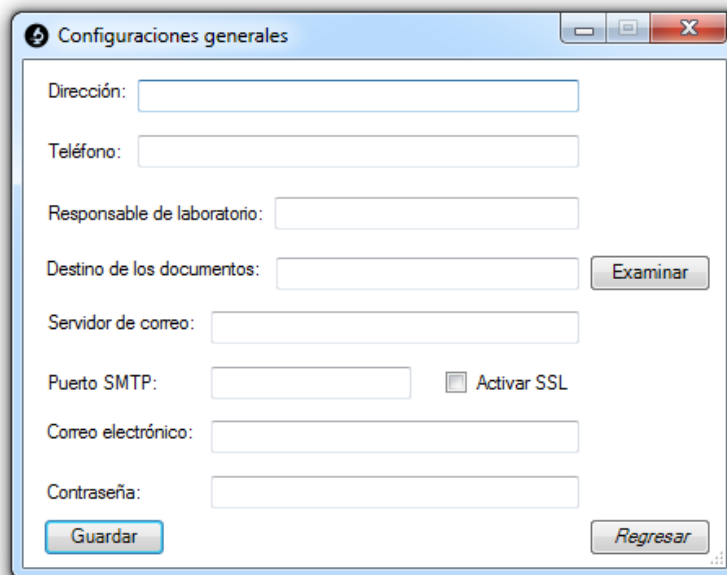 Configuraciones generales
Dirección:
Teléfono:
Responsable de laboratorio:
Destino de los documentos:
Examinar
Servidor de correo:
Puerto SMTP:
Activar SSL
Correo electrónico:
Contraseña:
Guardar
Regresar